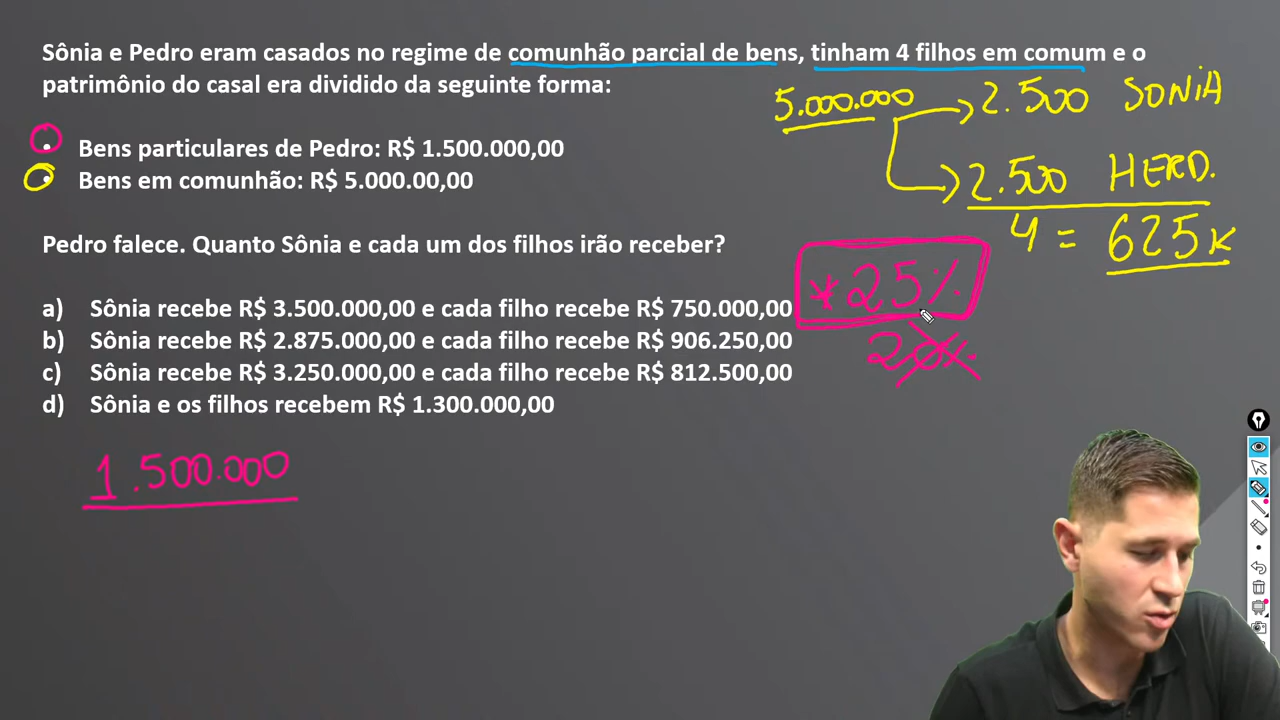 Sônia e Pedro eram casados no regime de comunhão parcial de bens, tinham 4 filhos em comum e o
patrimônio do casal era dividido da seguinte forma:
5.000.000 → 2.500 SONiA
• Bens particulares de Pedro: R$ 1.500.000,00
• Bens em comunhão: R$ 5.000.00,00
→ 2.500 HERD.
4 = 625K
Pedro falece. Quanto Sônia e cada um dos filhos irão receber?
* 25%
a) Sônia recebe R$ 3.500.000,00 e cada filho recebe R$ 750.000,00
b) Sônia recebe R$ 2.875.000,00 e cada filho recebe R$ 906.250,00
20%
c) Sônia recebe R$ 3.250.000,00 e cada filho recebe R$ 812.500,00
d) Sônia e os filhos recebem R$ 1.300.000,00
1.500.000